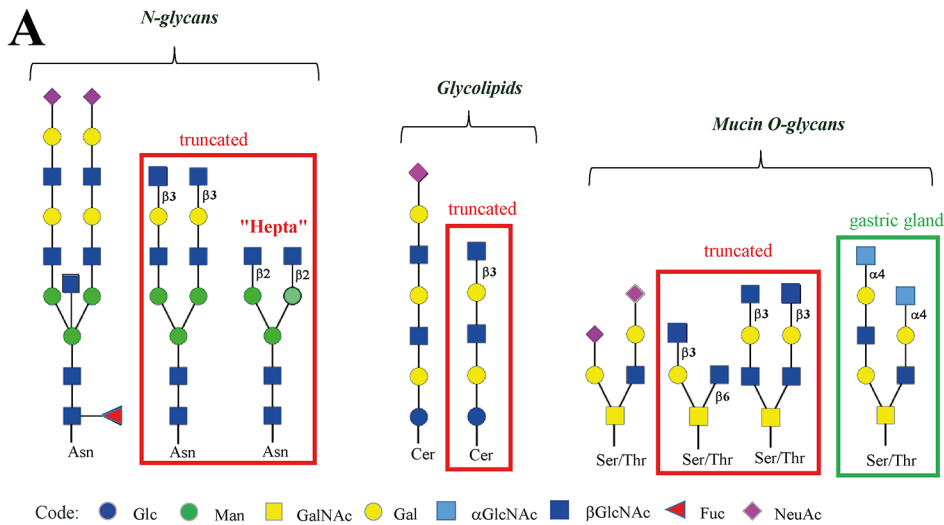 A
N-glycans
Glycolipids
Mucin O-glycans
truncated
truncated
truncated
gastric gland
"Hepta"
β3 β3
β2 β2
β3
β3 β6
β3 β3
α4 α4
Asn Asn Asn
Cer Cer
Ser/Thr Ser/Thr Ser/Thr Ser/Thr
Code: Glc Man GalNAc Gal αGlcNAc βGlcNAc Fuc NeuAc